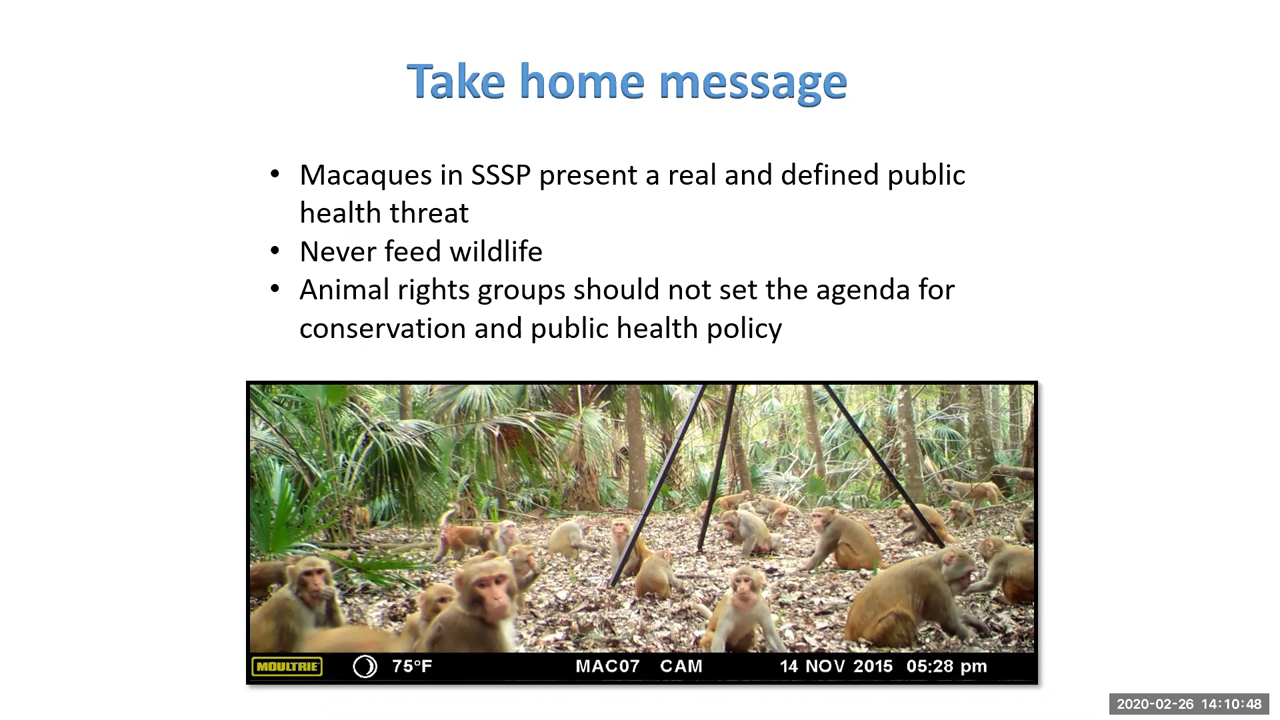 Take home message
• Macaques in SSSP present a real and defined public
health threat
• Never feed wildlife
• Animal rights groups should not set the agenda for
conservation and public health policy
MOULTRIE 75°F MAC07 CAM 14 NOV 2015 05:28 pm
2020-02-26 14:10:48